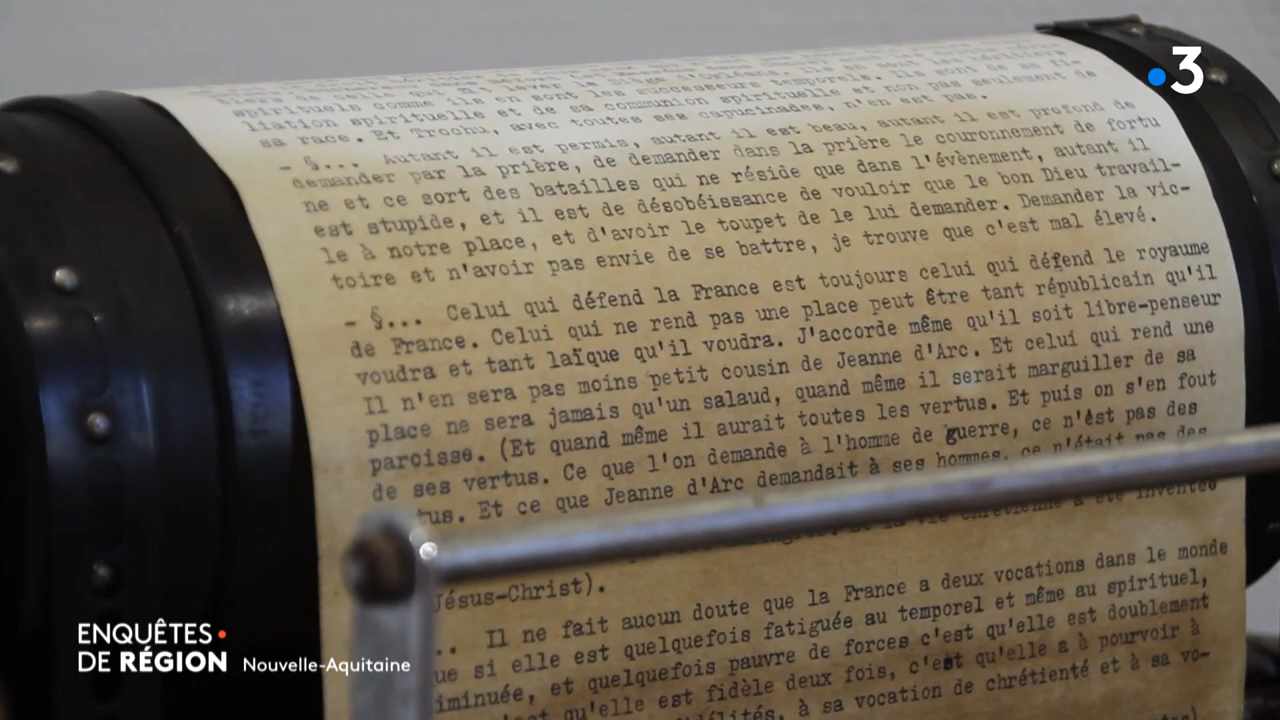 3
spirituels comme ils en sont les successeurs temporels. Ils sont de sa fi-
liation spirituelle et de sa communion spirituelle et non pas seulement de
sa race. Et Trochu, avec toutes ses capucinades, n'en est pas.
- §... Autant il est permis, autant il est beau, autant il est profond de
demander par la prière, de demander dans la prière le couronnement de fortu
ne et ce sort des batailles qui ne réside que dans l'évènement, autant il
est stupide, et il est de désobéissance de vouloir que le bon Dieu travail-
le à notre place, et d'avoir le toupet de le lui demander. Demander la vic-
toire et n'avoir pas envie de se battre, je trouve que c'est mal élevé.
- §... Celui qui défend la France est toujours celui qui défend le royaume
de France. Celui qui ne rend pas une place peut être tant républicain qu'il
voudra et tant laïque qu'il voudra. J'accorde même qu'il soit libre-penseur
Il n'en sera pas moins petit cousin de Jeanne d'Arc. Et celui qui rend une
place ne sera jamais qu'un salaud, quand même il serait marguiller de sa
paroisse. (Et quand même il aurait toutes les vertus. Et puis on s'en fout
de ses vertus. Ce que l'on demande à l'homme de guerre, ce n'est pas des
tus. Et ce que Jeanne d'Arc demandait à ses hommes, ce n'était pas des
Et la vie chrétienne a été inventée
Jésus-Christ).
.. Il ne fait aucun doute que la France a deux vocations dans le monde
ue si elle est quelquefois fatiguée au temporel et même au spirituel,
iminuée, et quelquefois pauvre de forces c'est qu'elle est doublement
qu'elle est fidèle deux fois, c'est qu'elle a à pourvoir à
à sa vocation de chrétienté et à sa vo-
ENQUÊTES
DE RÉGION Nouvelle-Aquitaine